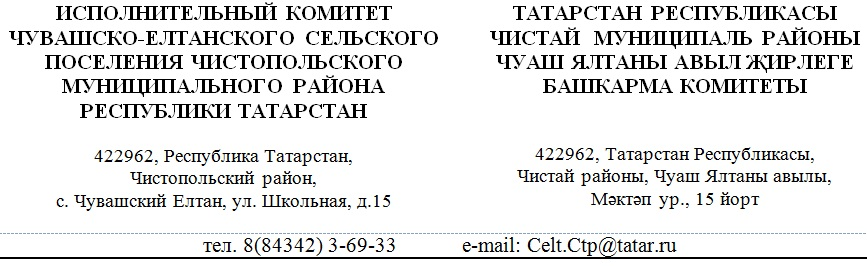 ИСПОЛНИТЕЛЬНЫЙ КОМИТЕТ
ЧУВАШСКО-ЕЛТАНСКОГО СЕЛЬСКОГО
ПОСЕЛЕНИЯ ЧИСТОПОЛЬСКОГО
МУНИЦИПАЛЬНОГО РАЙОНА
РЕСПУБЛИКИ ТАТАРСТАН
422962, Республика Татарстан,
Чистопольский район,
с. Чувашский Елтан, ул. Школьная, д.15
ТАТАРСТАН РЕСПУБЛИКАСЫ
ЧИСТАЙ МУНИЦИПАЛЬ РАЙОНЫ
ЧУАШ ЯЛТАНЫ АВЫЛ ҖИРЛЕГЕ
БАШКАРМА КОМИТЕТЫ
422962, Татарстан Республикасы,
Чистай районы, Чуаш Ялтаны авылы,
Мәктәп ур., 15 йорт
тел. 8(84342) 3-69-33 e-mail: Celt.Ctp@tatar.ru